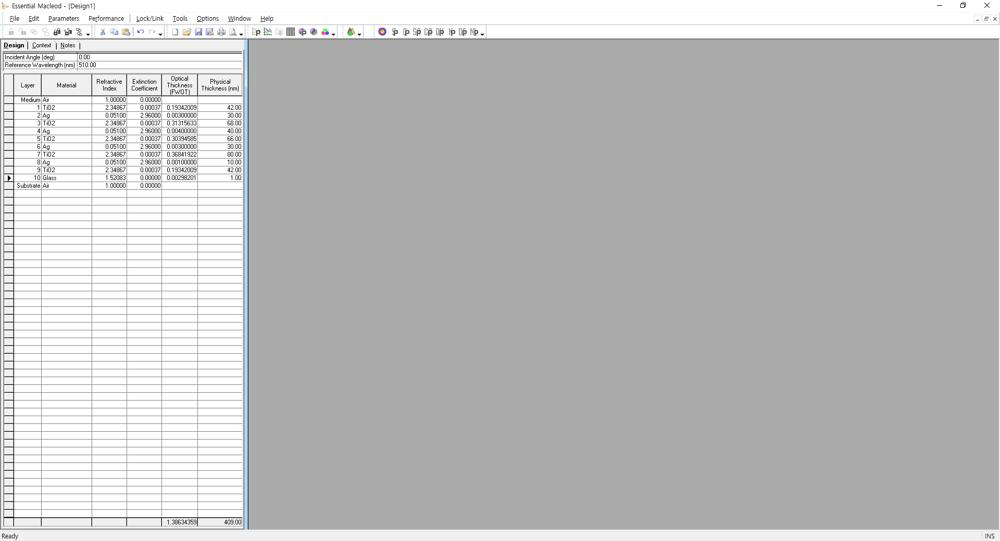 Essential Macleod - [Design1]
File Edit Parameters Performance Lock/Link Tools Options Window Help
Design Context Notes
Incident Angle (deg) 0.00
Reference Wavelength (nm) 510.00
Layer Material Refractive Index Extinction Coefficient Optical Thickness (FWOT) Physical Thickness (nm)
Medium Air 1.00000 0.00000
1 TiO2 2.34867 0.00037 0.19342009 42.00
2 Ag 0.05100 2.96000 0.00300000 30.00
3 TiO2 2.34867 0.00037 0.31315633 68.00
4 Ag 0.05100 2.96000 0.00400000 40.00
5 TiO2 2.34867 0.00037 0.30394585 66.00
6 Ag 0.05100 2.96000 0.00300000 30.00
7 TiO2 2.34867 0.00037 0.36841922 80.00
8 Ag 0.05100 2.96000 0.00100000 10.00
9 TiO2 2.34867 0.00037 0.19342009 42.00
10 Glass 1.52083 0.00000 0.00298201 1.00
Substrate Air 1.00000 0.00000
1.38634359 409.00
Ready INS